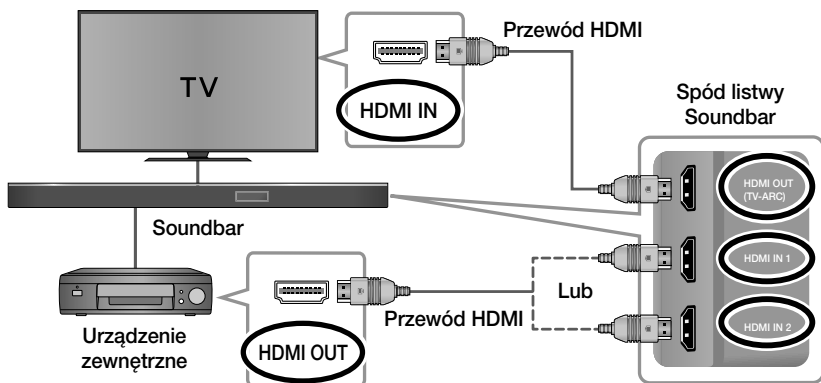 Przewód HDMI
TV
HDMI IN
Spód listwy
Soundbar
HDMI OUT
(TV-ARC)
Soundbar
HDMI IN 1
Lub
Przewód HDMI
HDMI IN 2
Urządzenie
zewnętrzne
HDMI OUT